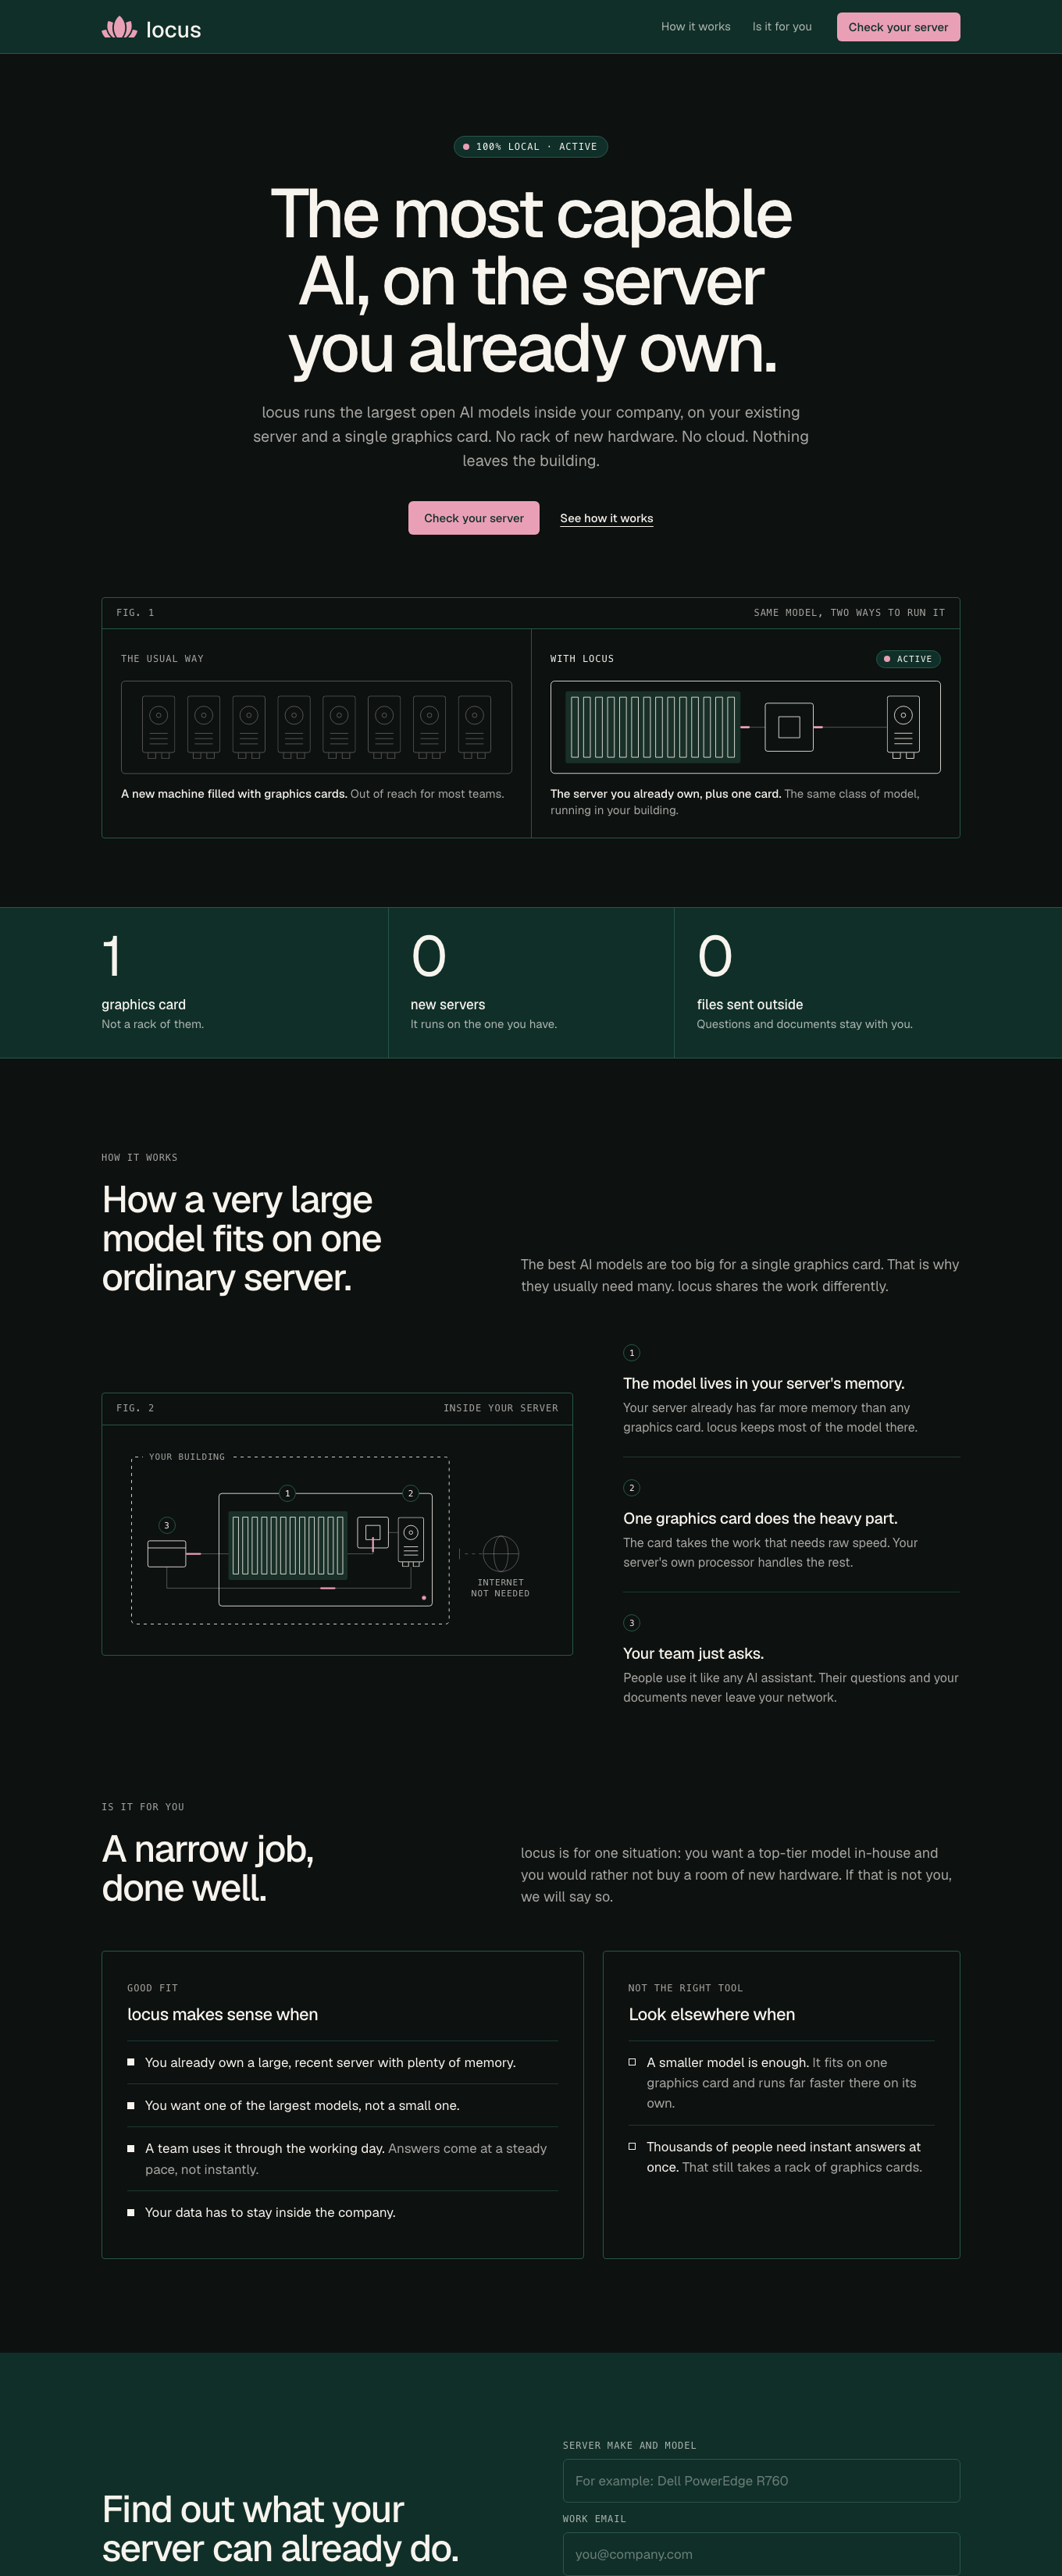 locus
How it works
Is it for you
Check your server
100% LOCAL · ACTIVE
The most capable
AI, on the server
you already own.
locus runs the largest open AI models inside your company, on your existing
server and a single graphics card. No rack of new hardware. No cloud. Nothing
leaves the building.
Check your server
See how it works
FIG. 1
SAME MODEL, TWO WAYS TO RUN IT
THE USUAL WAY
A new machine filled with graphics cards. Out of reach for most teams.
WITH LOCUS
ACTIVE
The server you already own, plus one card. The same class of model,
running in your building.
1
graphics card
Not a rack of them.
0
new servers
It runs on the one you have.
0
files sent outside
Questions and documents stay with you.
HOW IT WORKS
How a very large
model fits on one
ordinary server.
The best AI models are too big for a single graphics card. That is why
they usually need many. locus shares the work differently.
FIG. 2
INSIDE YOUR SERVER
YOUR BUILDING
1
2
3
INTERNET
NOT NEEDED
1
The model lives in your server's memory.
Your server already has far more memory than any
graphics card. locus keeps most of the model there.
2
One graphics card does the heavy part.
The card takes the work that needs raw speed. Your
server's own processor handles the rest.
3
Your team just asks.
People use it like any AI assistant. Their questions and your
documents never leave your network.
IS IT FOR YOU
A narrow job,
done well.
locus is for one situation: you want a top-tier model in-house and
you would rather not buy a room of new hardware. If that is not you,
we will say so.
GOOD FIT
locus makes sense when
You already own a large, recent server with plenty of memory.
You want one of the largest models, not a small one.
A team uses it through the working day. Answers come at a steady
pace, not instantly.
Your data has to stay inside the company.
NOT THE RIGHT TOOL
Look elsewhere when
A smaller model is enough. It fits on one
graphics card and runs far faster there on its
own.
Thousands of people need instant answers at
once. That still takes a rack of graphics cards.
Find out what your
server can already do.
SERVER MAKE AND MODEL
For example: Dell PowerEdge R760
WORK EMAIL
you@company.com